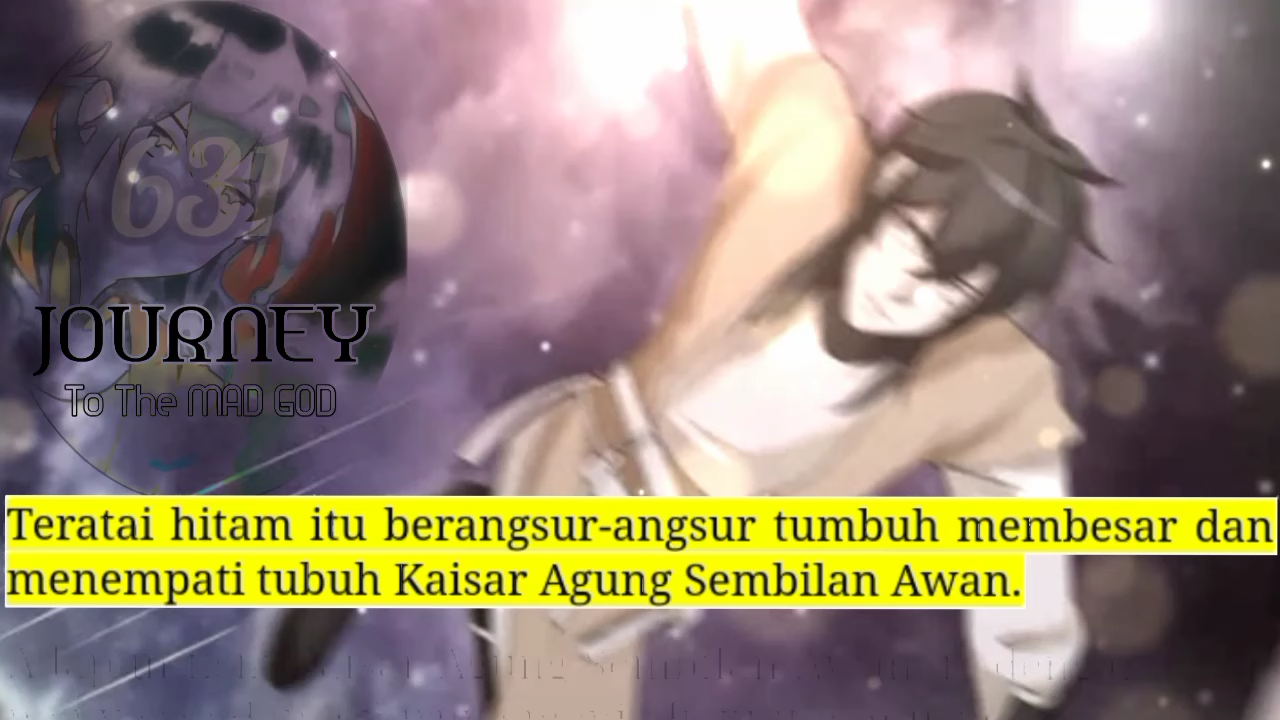 631
JOURNEY
To The MAD GOD
Teratai hitam itu berangsur-angsur tumbuh membesar dan
menempati tubuh Kaisar Agung Sembilan Awan.